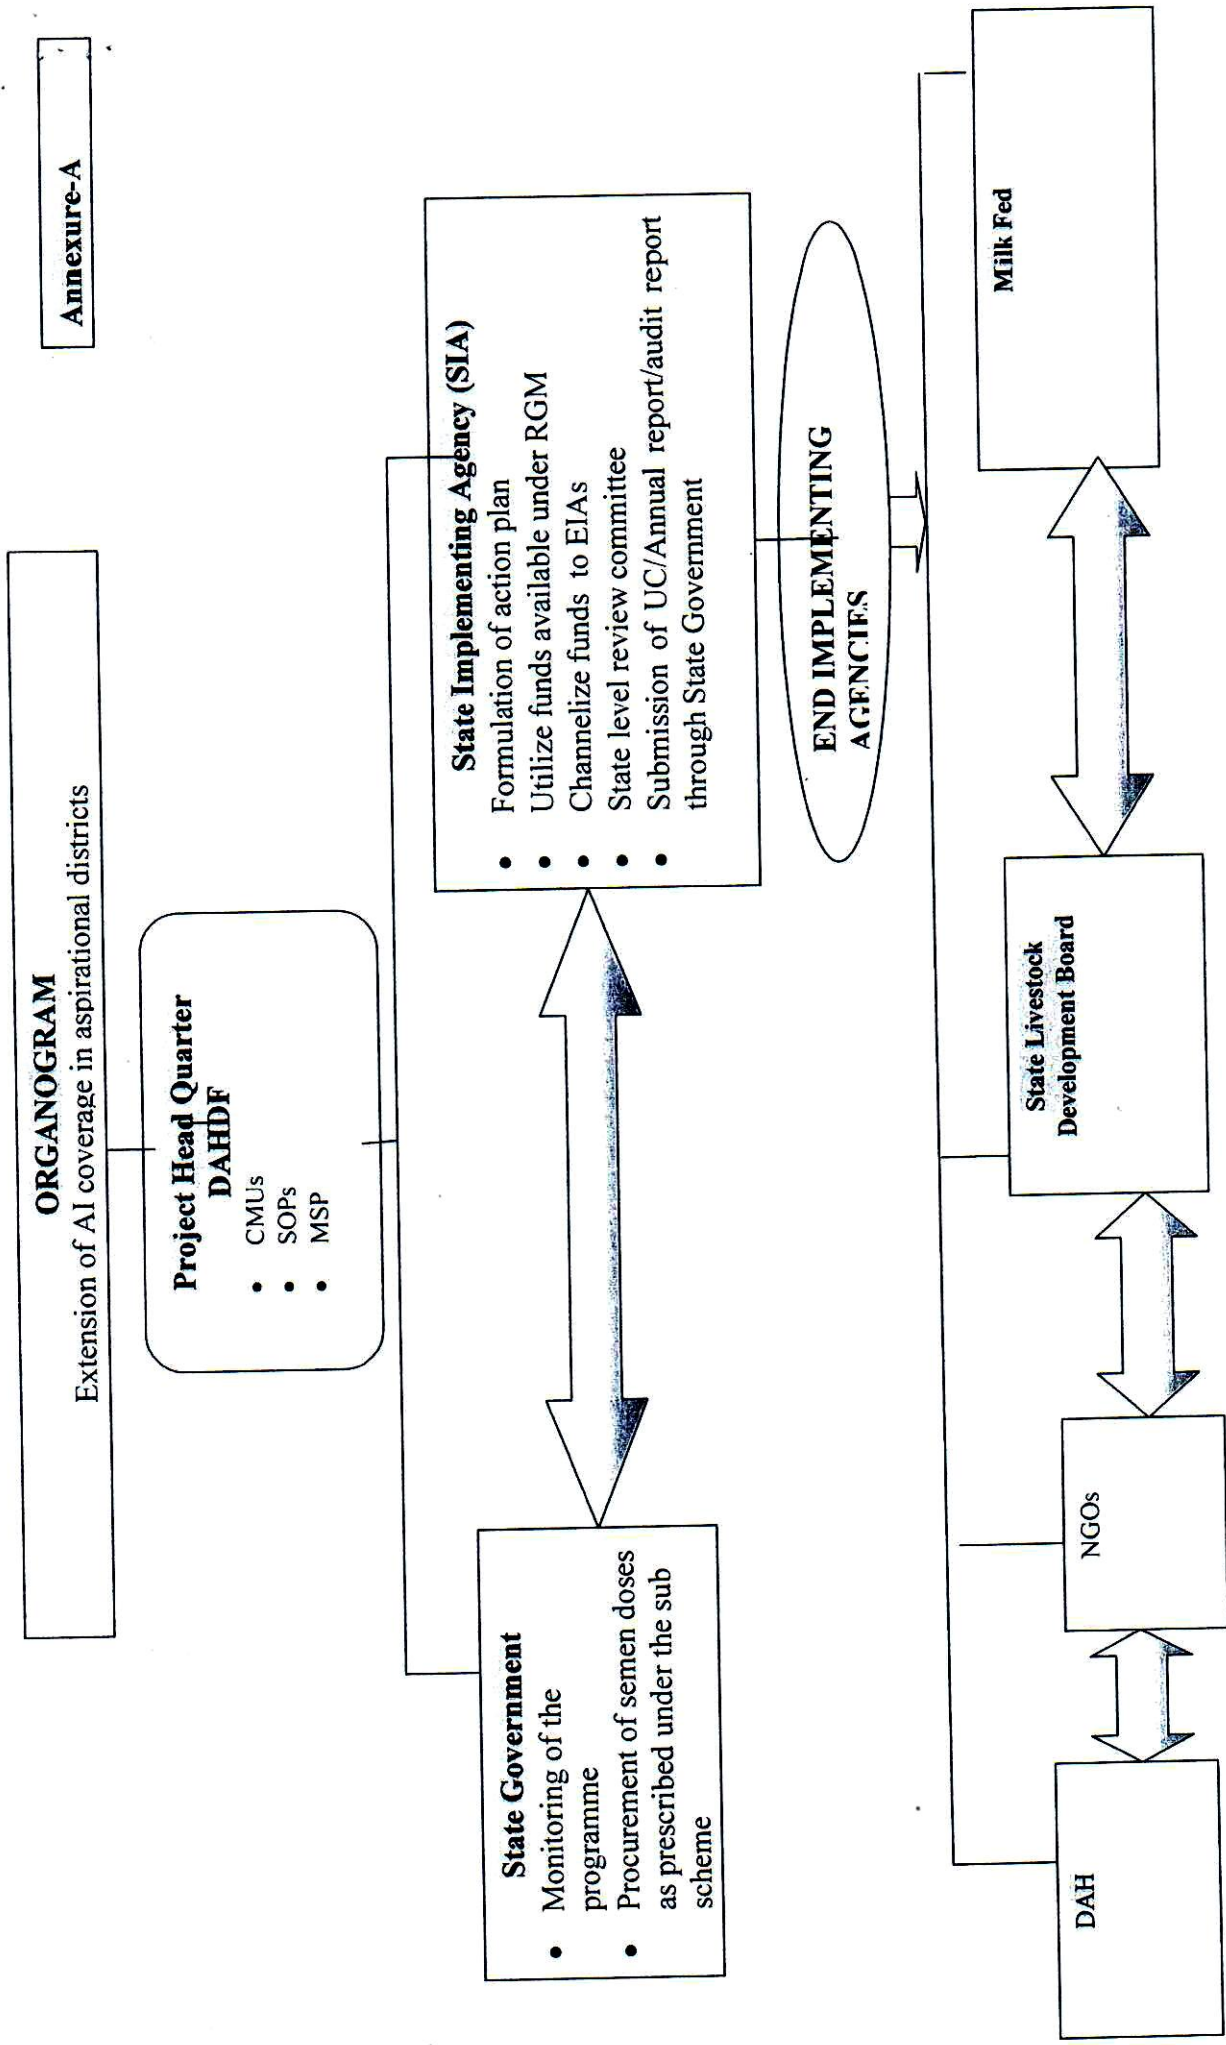 Annexure-A
ORGANOGRAM
Extension of AI coverage in aspirational districts
Project Head Quarter
DAHDF
• CMUs
• SOPs
• MSP
State Government
• Monitoring of the
programme
• Procurement of semen doses
as prescribed under the sub
scheme
State Implementing Agency (SIA)
• Formulation of action plan
• Utilize funds available under RGM
• Channelize funds to EIAs
• State level review committee
• Submission of UC/Annual report/audit report
through State Government
END IMPLEMENTING
AGENCIES
DAH
NGOs
State Livestock
Development Board
Milk Fed